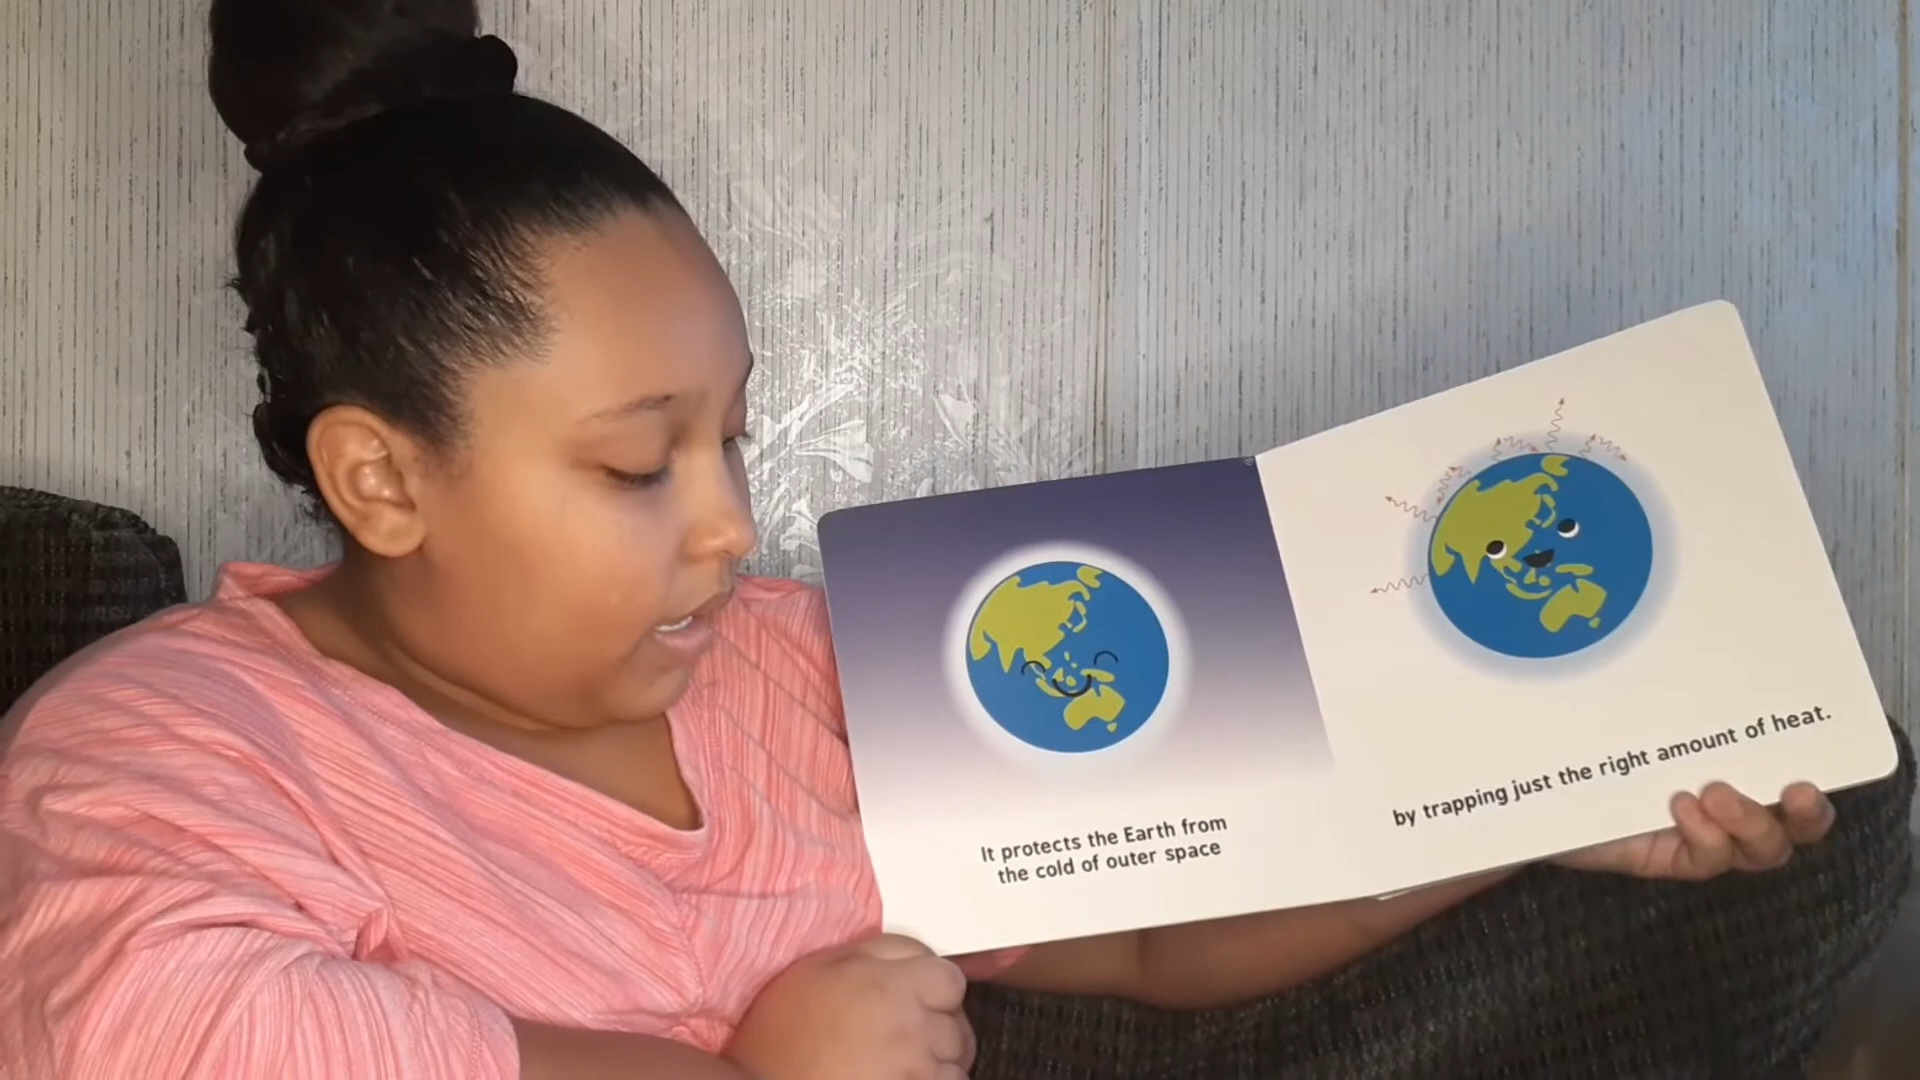 It protects the Earth from
the cold of outer space
by trapping just the right amount of heat.